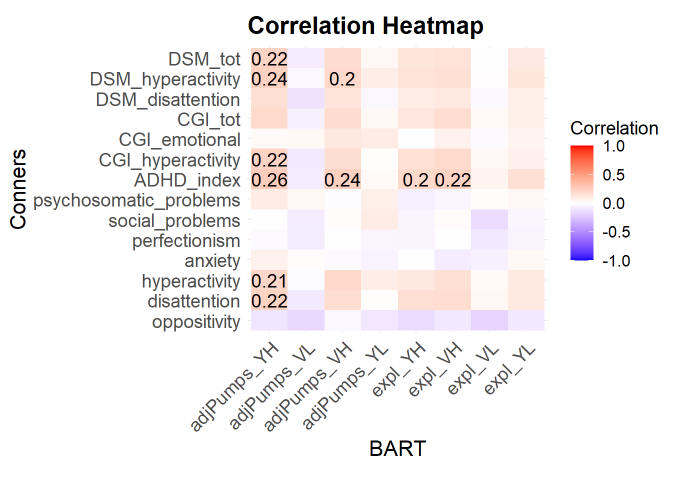 Correlation Heatmap
Conners
DSM_tot 0.22
DSM_hyperactivity 0.24 0.2
DSM_disattention
CGI_tot
CGI_emotional
CGI_hyperactivity 0.22
ADHD_index 0.26 0.24 0.2 0.22
psychosomatic_problems
social_problems
perfectionism
anxiety
hyperactivity 0.21
disattention 0.22
oppositivity
adjPumps_YH
adjPumps_VL
adjPumps_VH
adjPumps_YL
expl_YH
expl_VH
expl_VL
expl_YL
BART
Correlation
1.0
0.5
0.0
-0.5
-1.0